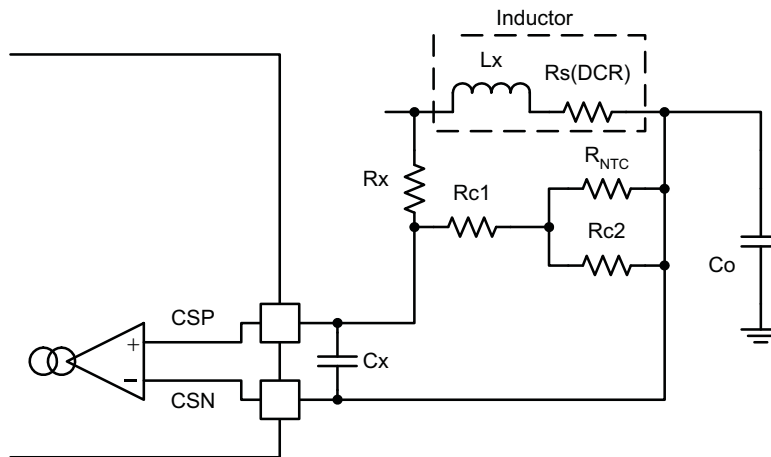 Inductor
Lx
Rs(DCR)
Rx
Rc1
RNTC
Rc2
Co
CSP
+
Cx
−
CSN